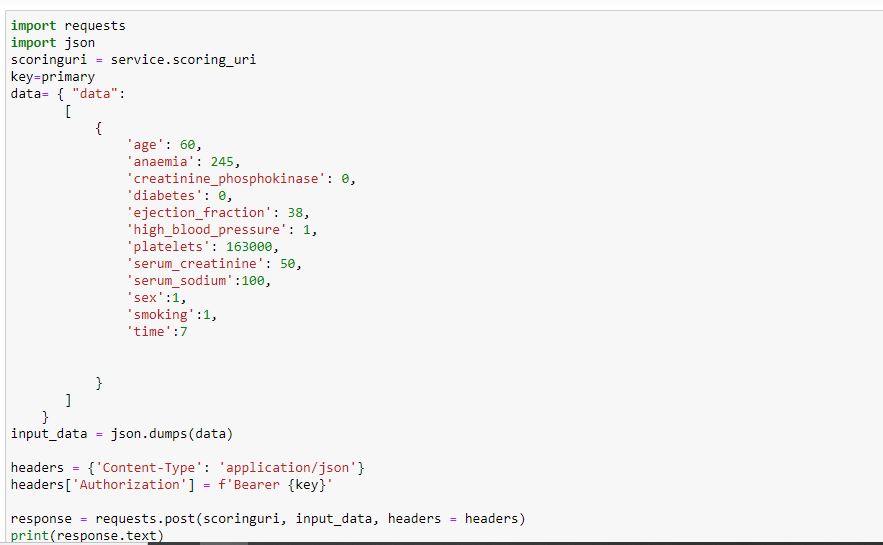 import requests
import json
scoringuri = service.scoring_uri
key=primary
data= { "data":
[
{
'age': 60,
'anaemia': 245,
'creatinine_phosphokinase': 0,
'diabetes': 0,
'ejection_fraction': 38,
'high_blood_pressure': 1,
'platelets': 163000,
'serum_creatinine': 50,
'serum_sodium':100,
'sex':1,
'smoking':1,
'time':7
}
]
}
input_data = json.dumps(data)
headers = {'Content-Type': 'application/json'}
headers['Authorization'] = f'Bearer {key}'
response = requests.post(scoringuri, input_data, headers = headers)
print(response.text)